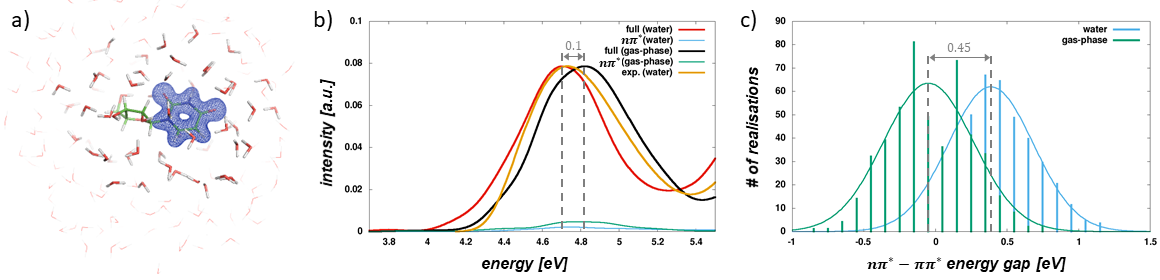 a)
b)
0.1
0.08
0.06
0.04
0.02
0
3.8
4
4.2
4.4
4.6
4.8
5
5.2
5.4
intensity [a.u.]
energy [eV]
0.1
full (water)
nπ* (water)
full (gas-phase)
nπ* (gas-phase)
exp. (water)
c)
90
80
70
60
50
40
30
20
10
0
-1
-0.5
0
0.5
1
1.5
# of realisations
nπ* − ππ* energy gap [eV]
0.45
water
gas-phase